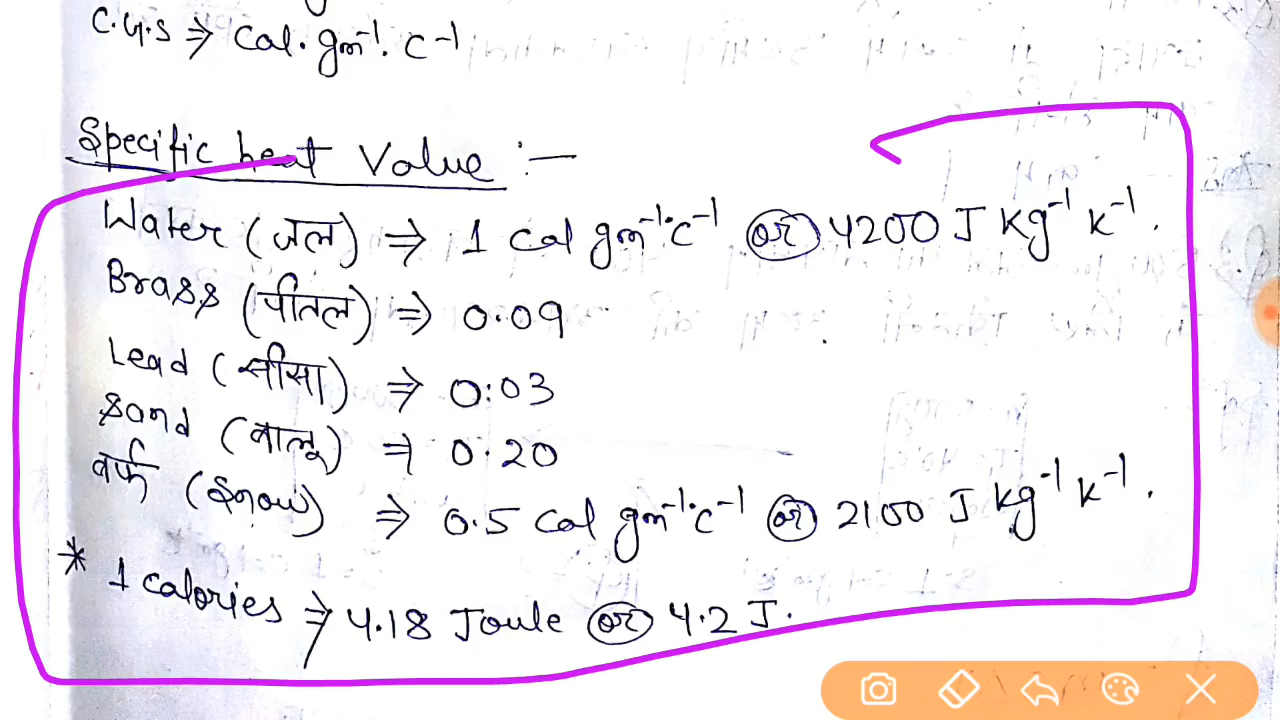 C.G.S ⇒ Cal. gm⁻¹. c⁻¹
Specific heat Value :-
Water (जल) ⇒ 1 Cal gm⁻¹.c⁻¹ or 4200 J Kg⁻¹ K⁻¹.
Brass (पीतल) ⇒ 0.09
Lead (सीसा) ⇒ 0:03
Sand (बालू) ⇒ 0.20
बर्फ (Snow) ⇒ 0.5 Cal gm⁻¹.c⁻¹ or 2100 J Kg⁻¹ K⁻¹.
* 1 calories ⇒ 4.18 Joule or 4.2 J.